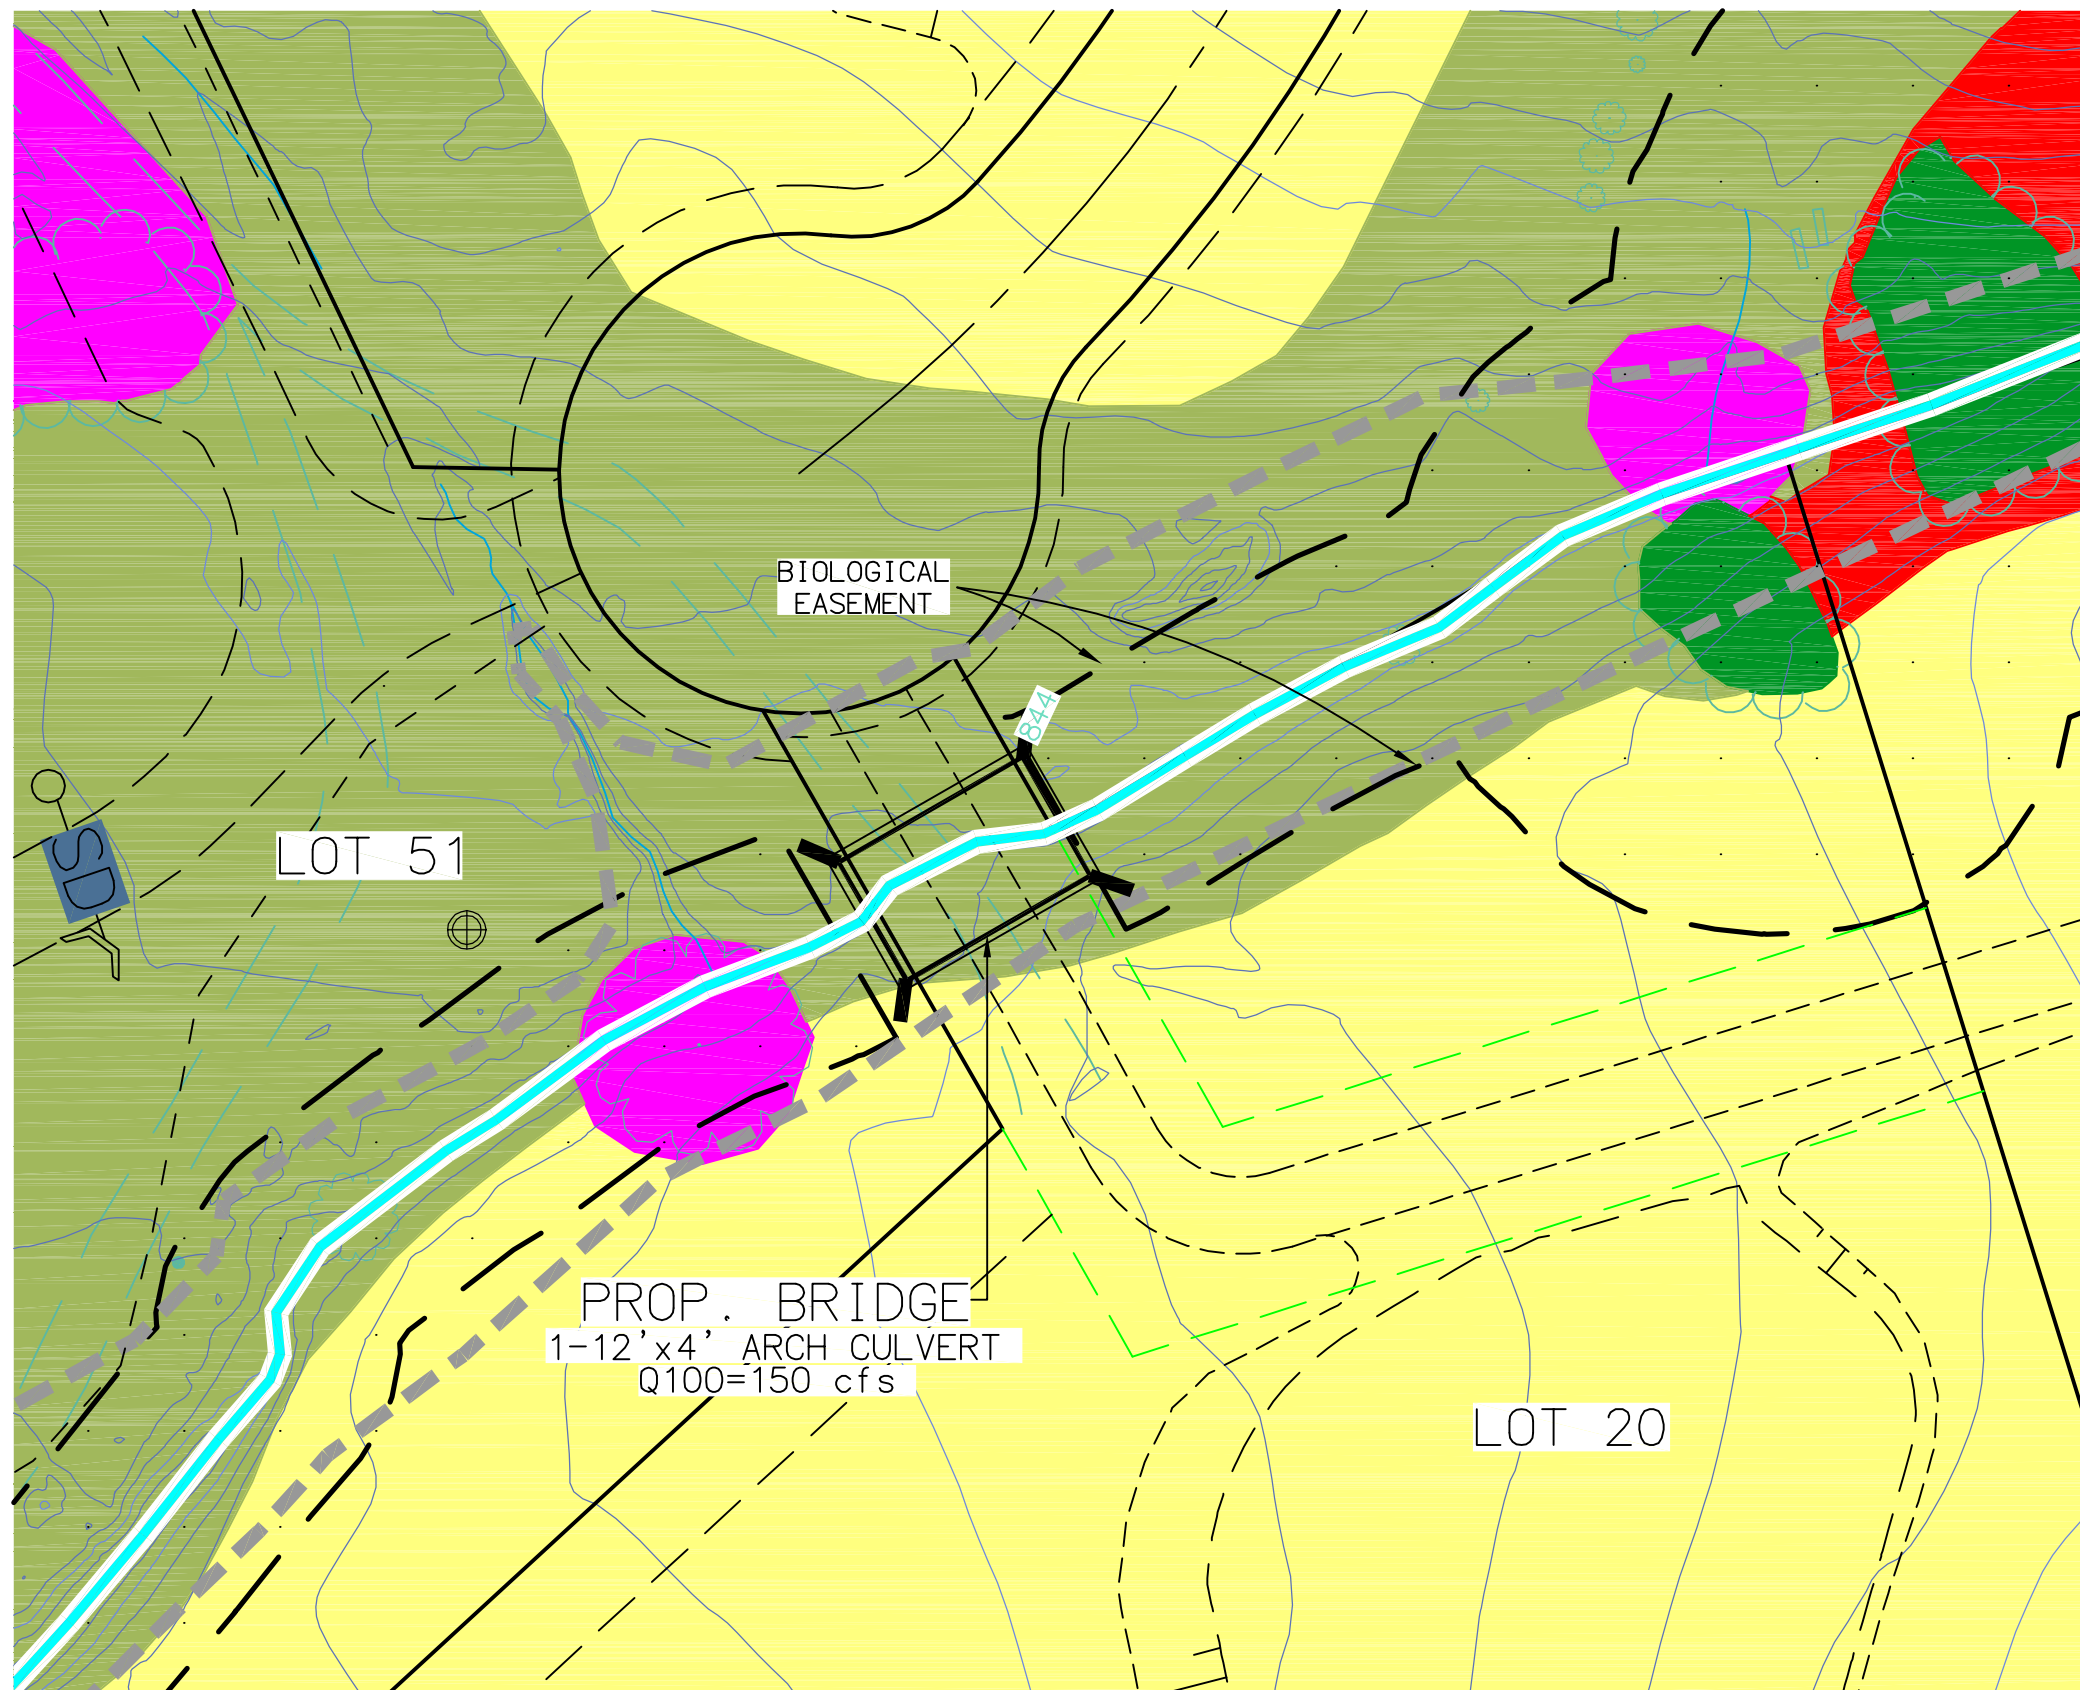 BIOLOGICAL
EASEMENT
844
LOT 51
SD
PROP. BRIDGE
1-12'x4' ARCH CULVERT
Q100=150 cfs
LOT 20